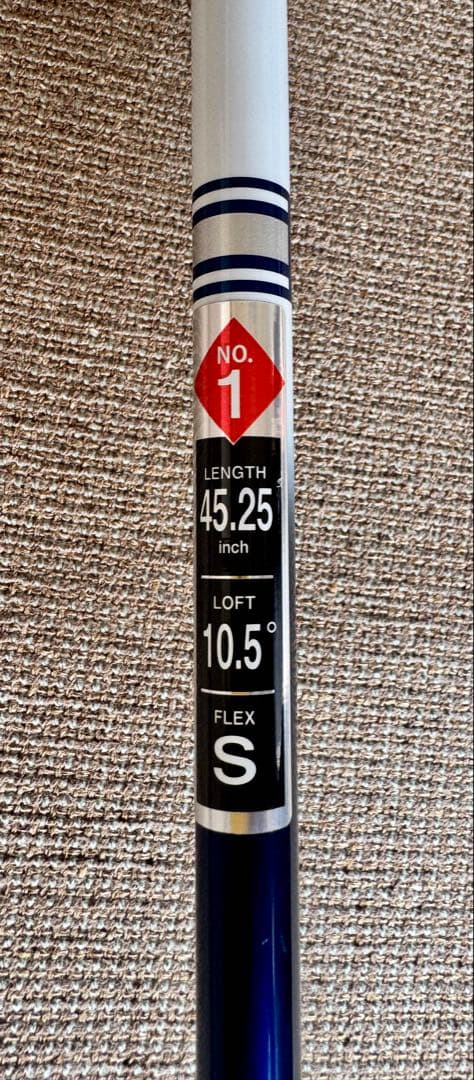 NO.
1
LENGTH
45.25
inch
LOFT
10.5°
FLEX
S